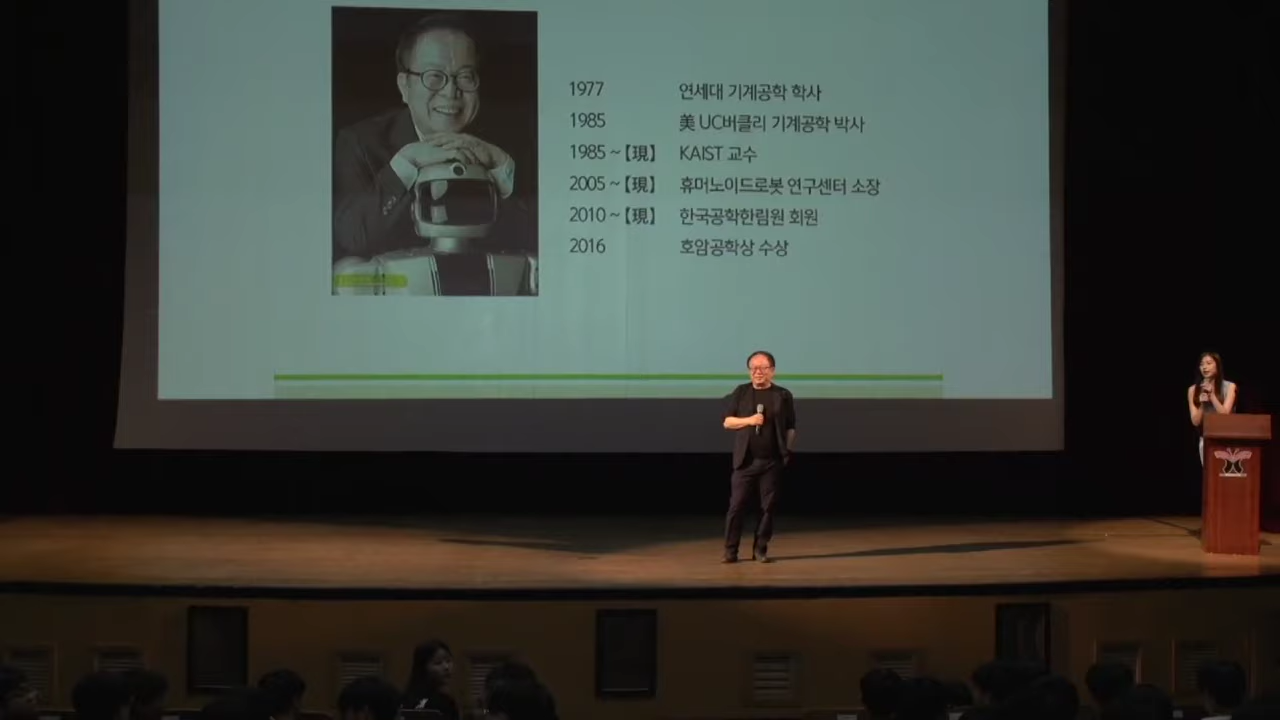 1977 연세대 기계공학 학사
1985 美 UC버클리 기계공학 박사
1985 ~【現】 KAIST 교수
2005 ~【現】 휴머노이드로봇 연구센터 소장
2010 ~【現】 한국공학한림원 회원
2016 호암공학상 수상